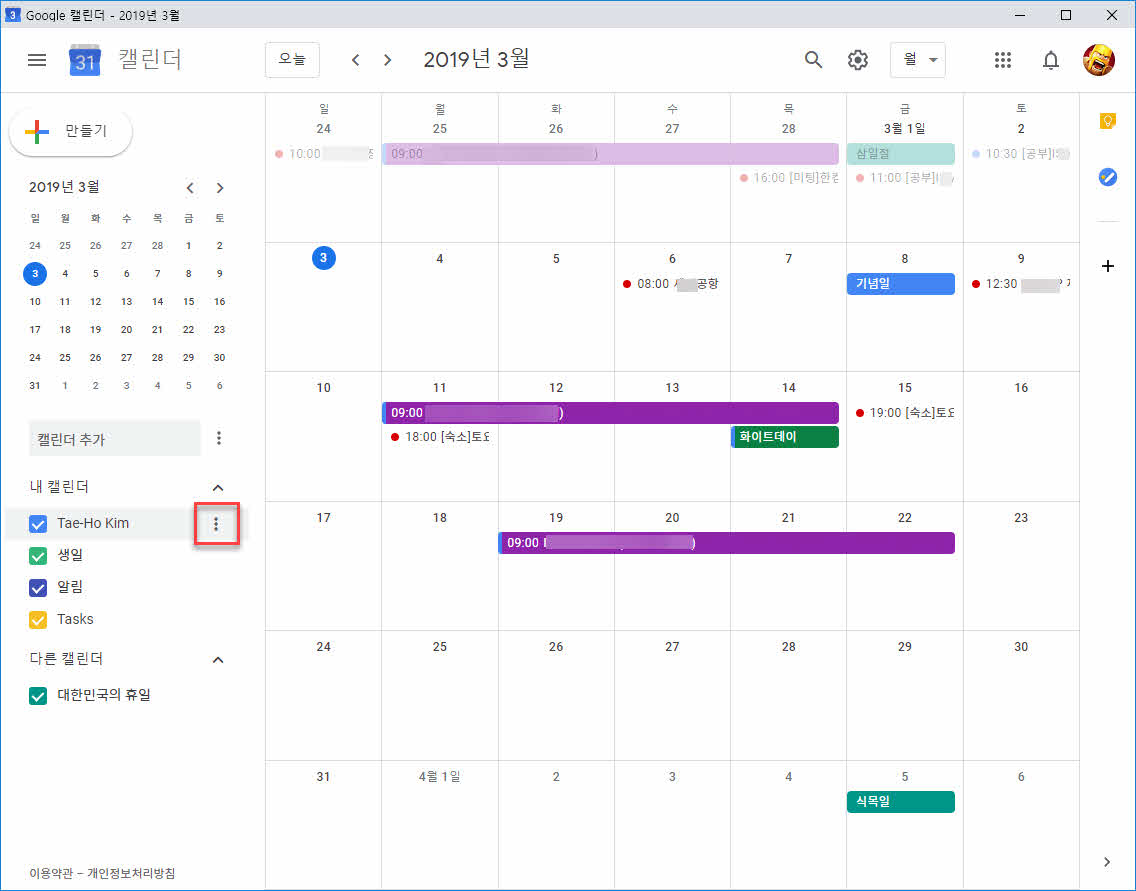 Google 캘린더 - 2019년 3월
31 캘린더
오늘
2019년 3월
월
만들기
2019년 3월
일 월 화 수 목 금 토
24 25 26 27 28 1 2
3 4 5 6 7 8 9
10 11 12 13 14 15 16
17 18 19 20 21 22 23
24 25 26 27 28 29 30
31 1 2 3 4 5 6
캘린더 추가
내 캘린더
Tae-Ho Kim
생일
알림
Tasks
다른 캘린더
대한민국의 휴일
이용약관 – 개인정보처리방침
일 월 화 수 목 금 토
24 25 26 27 28 3월 1일 2
10:00 09:00 ) 삼일절 10:30 [공부]
16:00 [미팅]한 11:00 [공부]
3 4 5 6 7 8 9
08:00 공항 기념일 12:30
10 11 12 13 14 15 16
09:00 ) 19:00 [숙소]토요
18:00 [숙소]토요 화이트데이
17 18 19 20 21 22 23
09:00 )
24 25 26 27 28 29 30
31 4월 1일 2 3 4 5 6
식목일